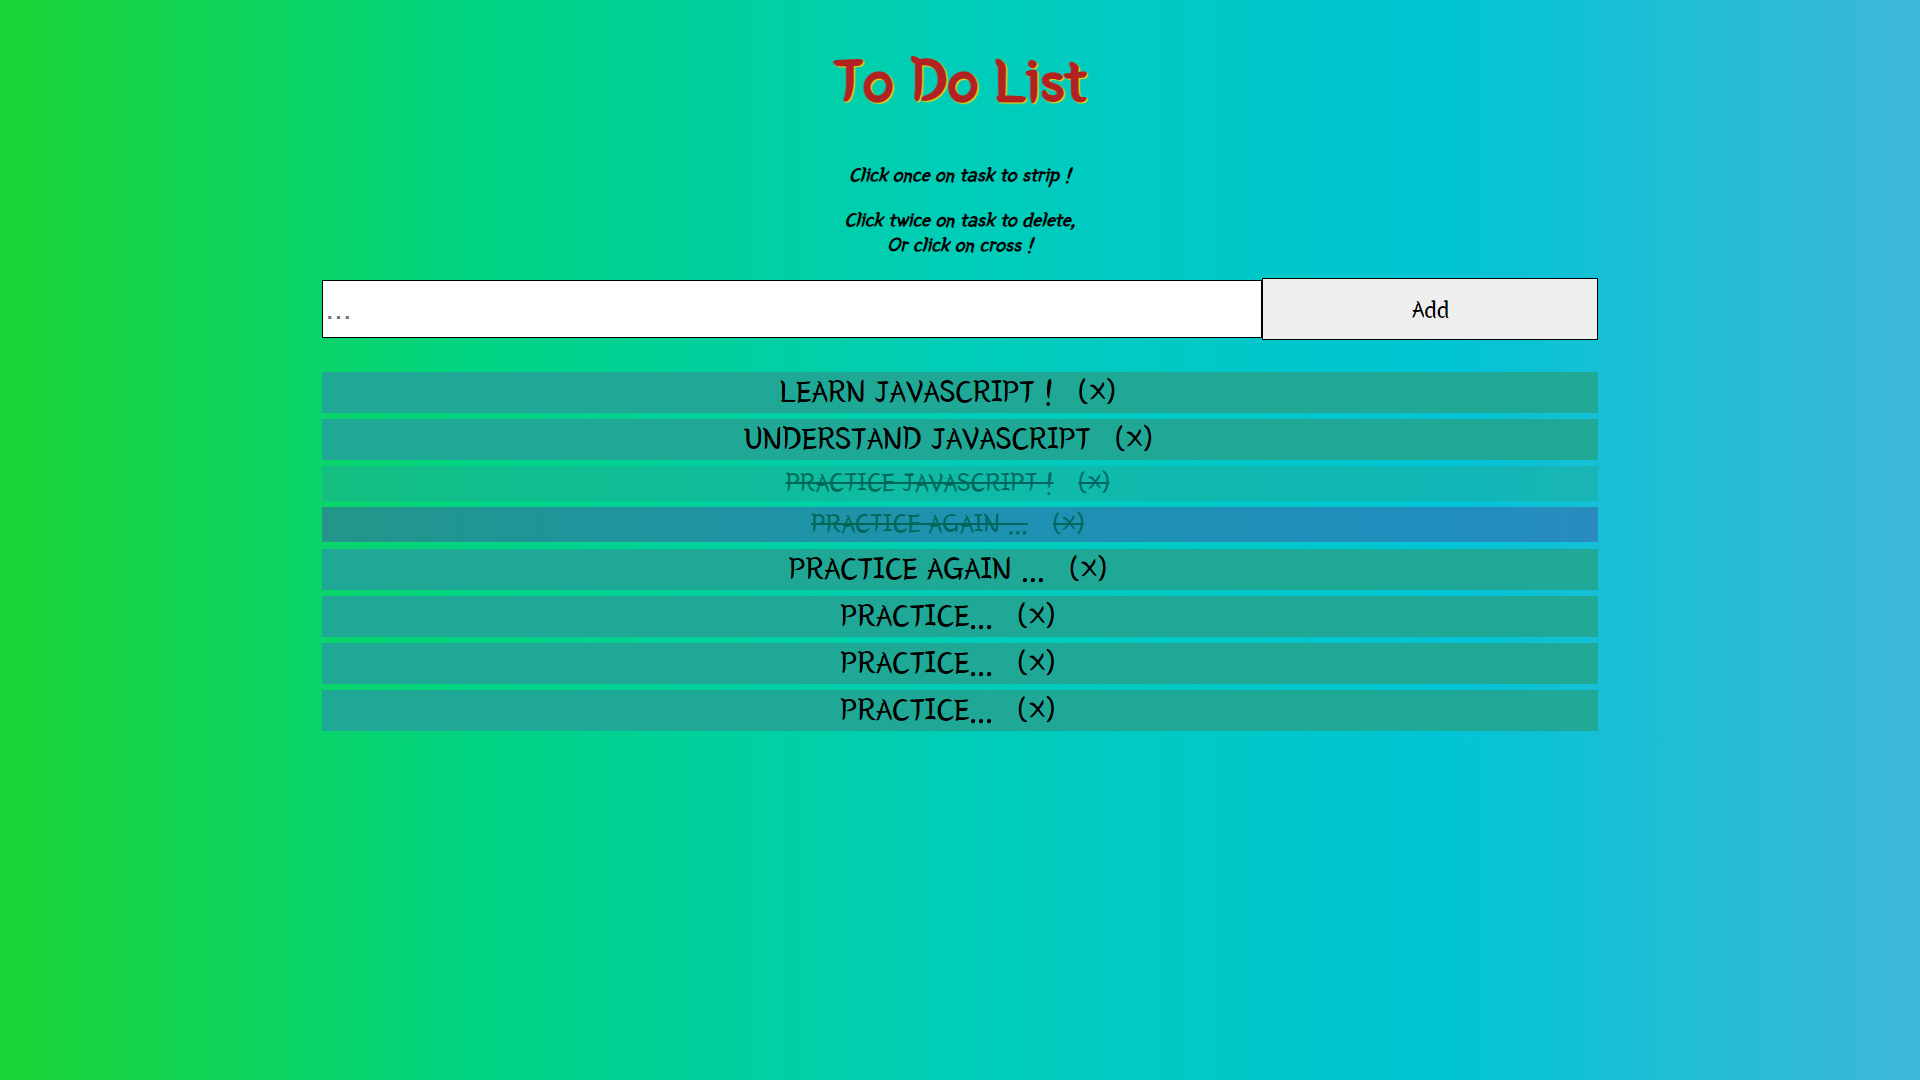 To Do List
Click once on task to strip !
Click twice on task to delete,
Or click on cross !
...
Add
LEARN JAVASCRIPT ! (X)
UNDERSTAND JAVASCRIPT (X)
PRACTICE JAVASCRIPT ! (X)
PRACTICE AGAIN ... (X)
PRACTICE AGAIN ... (X)
PRACTICE... (X)
PRACTICE... (X)
PRACTICE... (X)